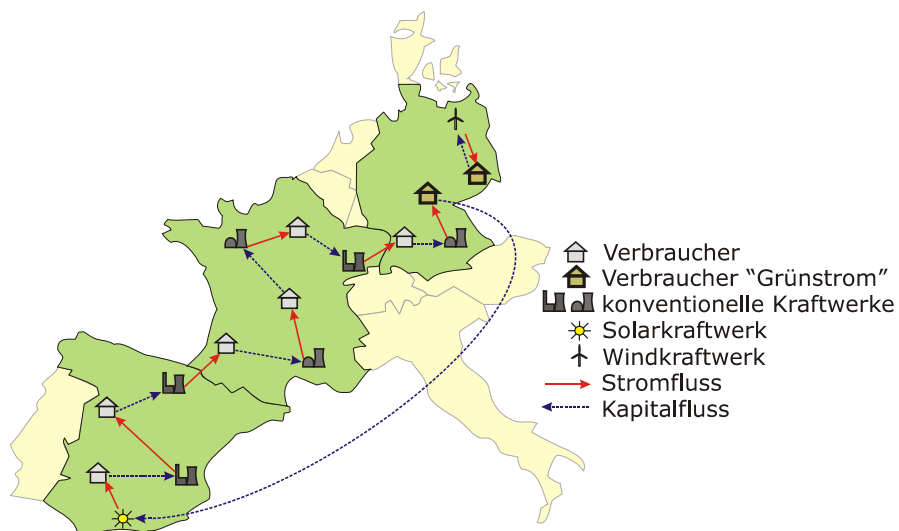 Verbraucher
Verbraucher "Grünstrom"
konventionelle Kraftwerke
Solarkraftwerk
Windkraftwerk
Stromfluss
Kapitalfluss